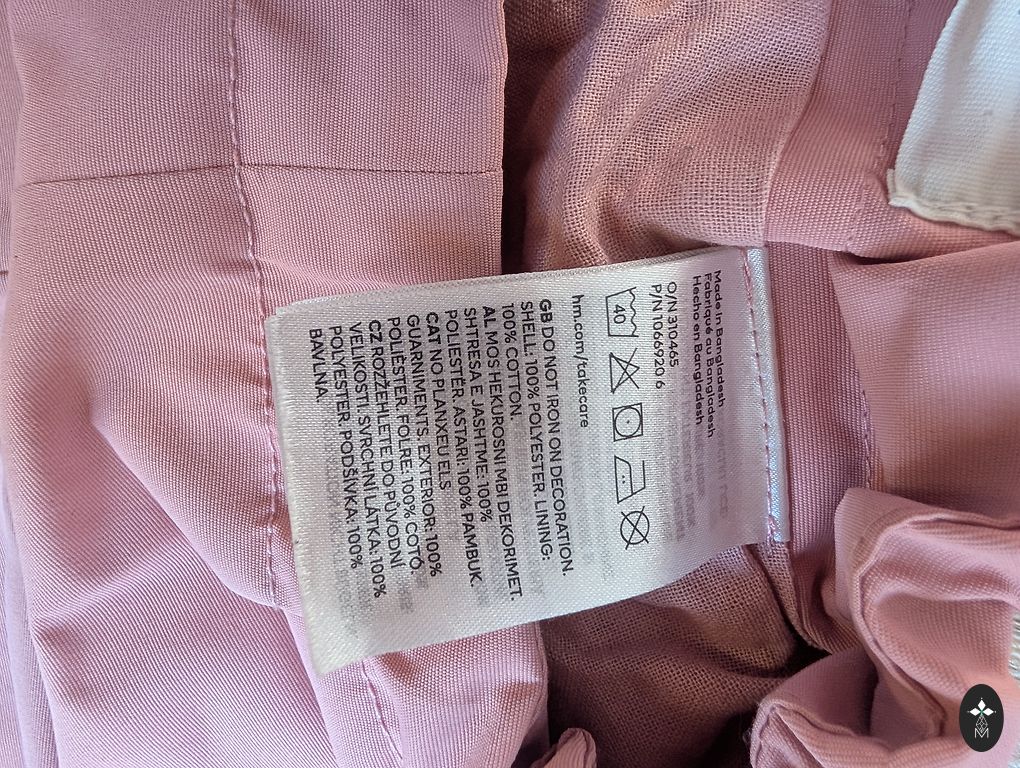 Made in Bangladesh
Fabriqué au Bangladesh
Hecho en Bangladesh
O/N 310465
P/N 1066920 6
40
hm.com/takecare
GB DO NOT IRON ON DECORATION.
SHELL: 100% POLYESTER. LINING:
100% COTTON.
AL MOS HEKUROSNI MBI DEKORIMET.
SHTRESA E JASHTME: 100%
POLIESTËR. ASTARI: 100% PAMBUK.
CAT NO PLANXEU ELS
GUARNIMENTS. EXTERIOR: 100%
POLIÈSTER. FOLRE: 100% COTÓ.
CZ ROZŽEHLETE DO PŮVODNÍ
VELIKOSTI. SVRCHNÍ LÁTKA: 100%
POLYESTER. PODŠÍVKA: 100%
BAVLNA.
M